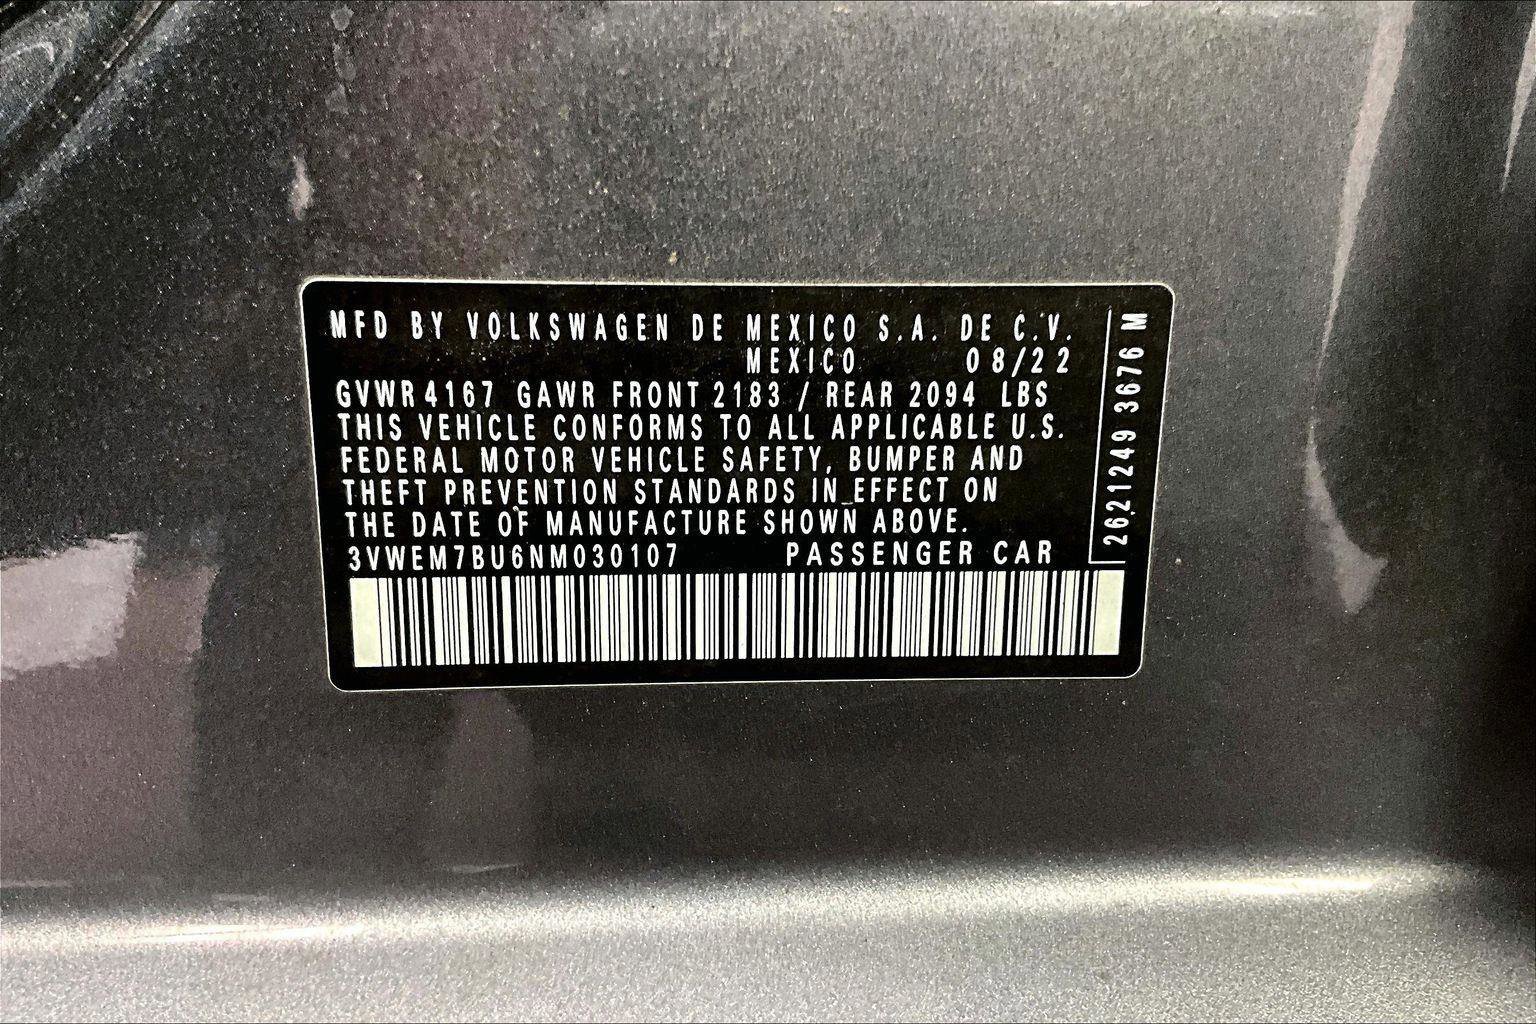 MFD BY VOLKSWAGEN DE MEXICO S.A. DE C.V.
MEXICO 08/22
GVWR 4167 GAWR FRONT 2183 / REAR 2094 LBS
THIS VEHICLE CONFORMS TO ALL APPLICABLE U.S.
FEDERAL MOTOR VEHICLE SAFETY, BUMPER AND
THEFT PREVENTION STANDARDS IN EFFECT ON
THE DATE OF MANUFACTURE SHOWN ABOVE.
3VWEM7BU6NM030107 PASSENGER CAR
2621249 3676 M